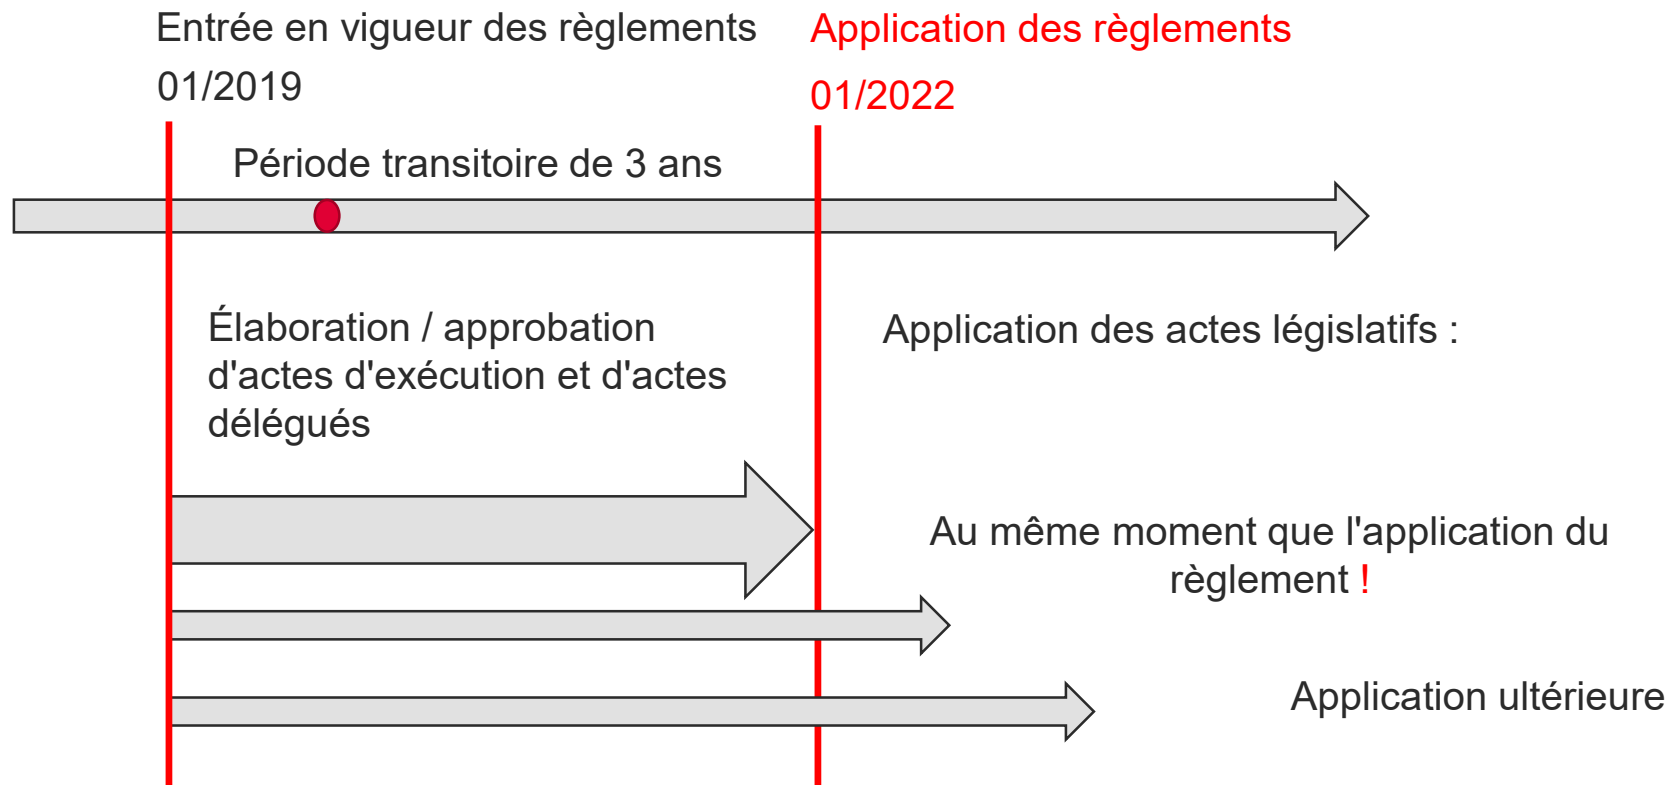 Entrée en vigueur des règlements
01/2019
Application des règlements
01/2022
Période transitoire de 3 ans
Élaboration / approbation
d'actes d'exécution et d'actes
délégués
Application des actes législatifs :
Au même moment que l'application du
règlement !
Application ultérieure